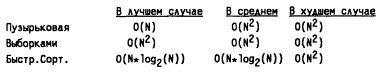 В лучшем случае В среднем В худшем случае
Пузырьковая O(N) O(N²) O(N²)
Выборками O(N²) O(N²) O(N²)
Быстр.Сорт. O(N*log₂(N)) O(N*log₂(N)) O(N²)